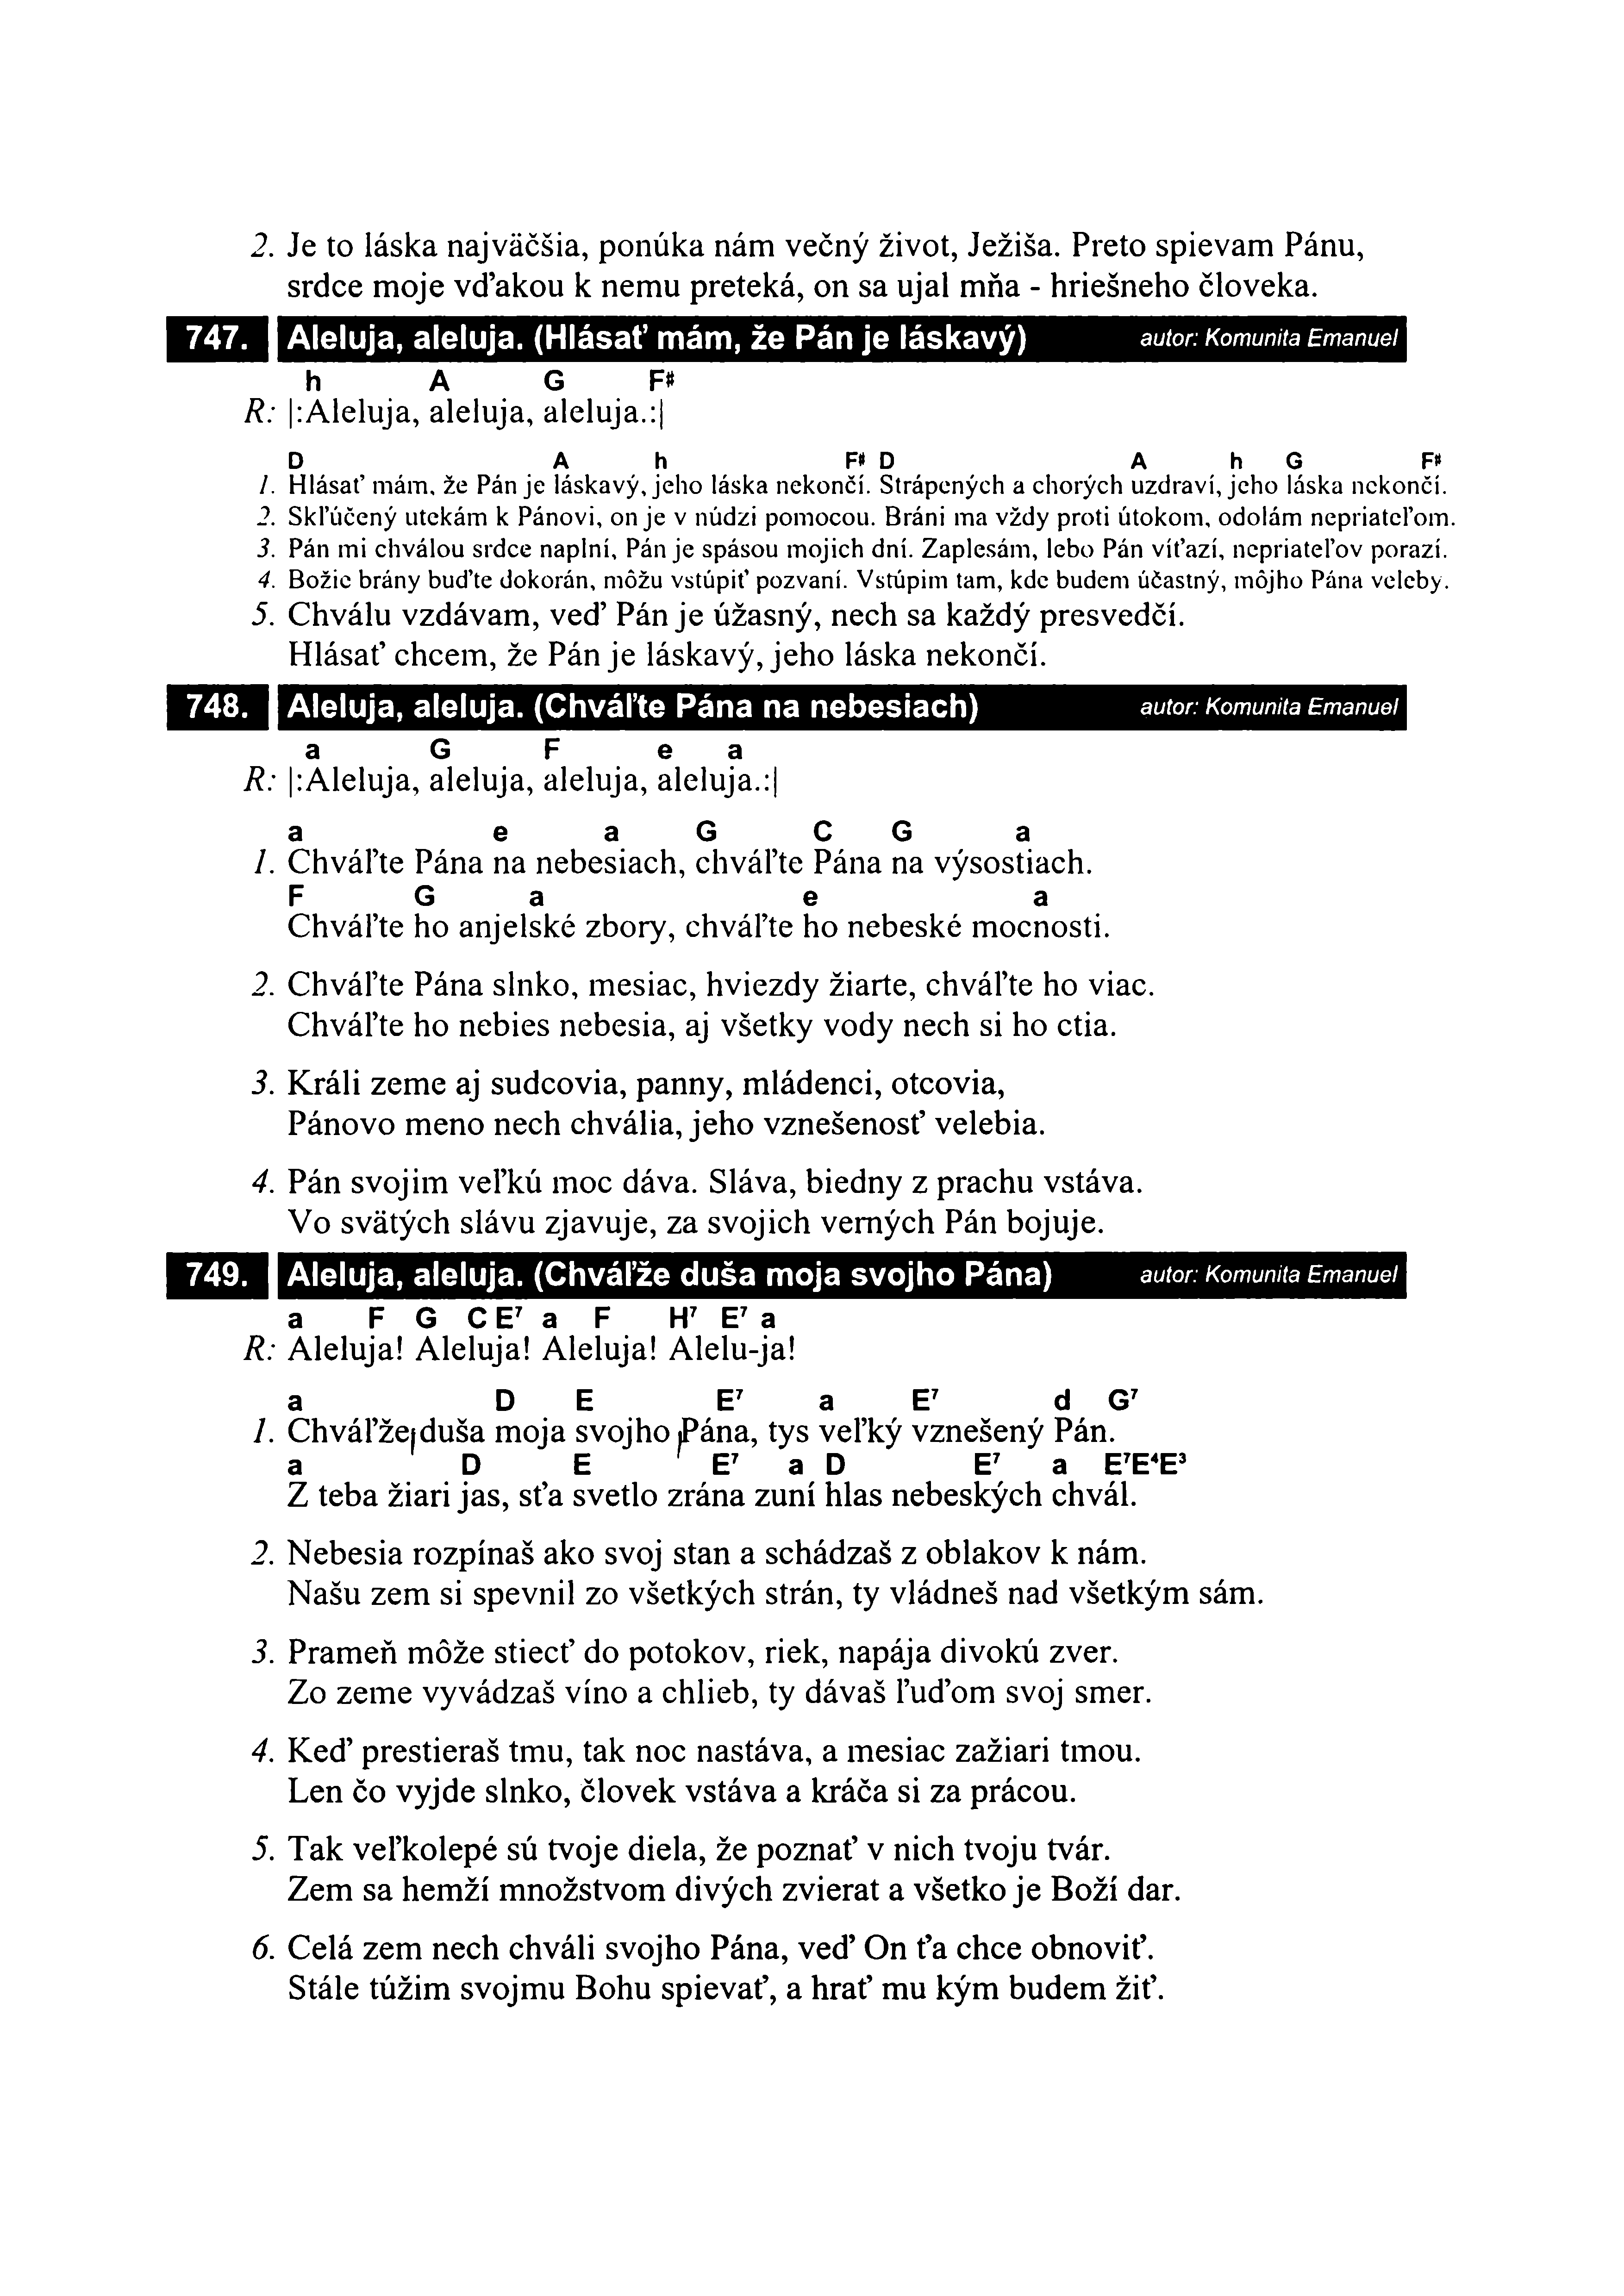 2. Je to láska najväčšia, ponúka nám večný život, Ježiša. Preto spievam Pánu,
srdce moje vďakou k nemu preteká, on sa ujal mňa - hriešneho človeka.
747. Aleluja, aleluja. (Hlásať mám, že Pán je láskavý) autor: Komunita Emanuel
h A G F#
R: |:Aleluja, aleluja, aleluja.:|
D A h F# D A h G F#
1. Hlásať mám, že Pán je láskavý, jeho láska nekončí. Strápených a chorých uzdraví, jeho láska nekončí.
2. Skľúčený utekám k Pánovi, on je v núdzi pomocou. Bráni ma vždy proti útokom, odolám nepriateľom.
3. Pán mi chválou srdce naplní, Pán je spásou mojich dní. Zaplesám, lebo Pán víťazí, nepriateľov porazí.
4. Božie brány buďte dokorán, môžu vstúpiť pozvaní. Vstúpim tam, kde budem účastný, môjho Pána veleby.
5. Chválu vzdávam, veď Pán je úžasný, nech sa každý presvedčí.
Hlásať chcem, že Pán je láskavý, jeho láska nekončí.
748. Aleluja, aleluja. (Chváľte Pána na nebesiach) autor: Komunita Emanuel
a G F e a
R: |:Aleluja, aleluja, aleluja, aleluja.:|
a e a G C G a
1. Chváľte Pána na nebesiach, chváľte Pána na výsostiach.
F G a e a
Chváľte ho anjelské zbory, chváľte ho nebeské mocnosti.
2. Chváľte Pána slnko, mesiac, hviezdy žiarte, chváľte ho viac.
Chváľte ho nebies nebesia, aj všetky vody nech si ho ctia.
3. Králi zeme aj sudcovia, panny, mládenci, otcovia,
Pánovo meno nech chvália, jeho vznešenosť velebia.
4. Pán svojim veľkú moc dáva. Sláva, biedny z prachu vstáva.
Vo svätých slávu zjavuje, za svojich verných Pán bojuje.
749. Aleluja, aleluja. (Chváľže duša moja svojho Pána) autor: Komunita Emanuel
a F G C E⁷ a F H⁷ E⁷ a
R: Aleluja! Aleluja! Aleluja! Alelu-ja!
a D E E⁷ a E⁷ d G⁷
1. Chváľže duša moja svojho Pána, tys veľký vznešený Pán.
a D E E⁷ a D E⁷ a E⁷E⁴E³
Z teba žiari jas, sťa svetlo zrána zuní hlas nebeských chvál.
2. Nebesia rozpínaš ako svoj stan a schádzaš z oblakov k nám.
Našu zem si spevnil zo všetkých strán, ty vládneš nad všetkým sám.
3. Prameň môže stiecť do potokov, riek, napája divokú zver.
Zo zeme vyvádzaš víno a chlieb, ty dávaš ľuďom svoj smer.
4. Keď prestieraš tmu, tak noc nastáva, a mesiac zažiari tmou.
Len čo vyjde slnko, človek vstáva a kráča si za prácou.
5. Tak veľkolepé sú tvoje diela, že poznať v nich tvoju tvár.
Zem sa hemží množstvom divých zvierat a všetko je Boží dar.
6. Celá zem nech chváli svojho Pána, veď On ťa chce obnoviť.
Stále túžim svojmu Bohu spievať, a hrať mu kým budem žiť.